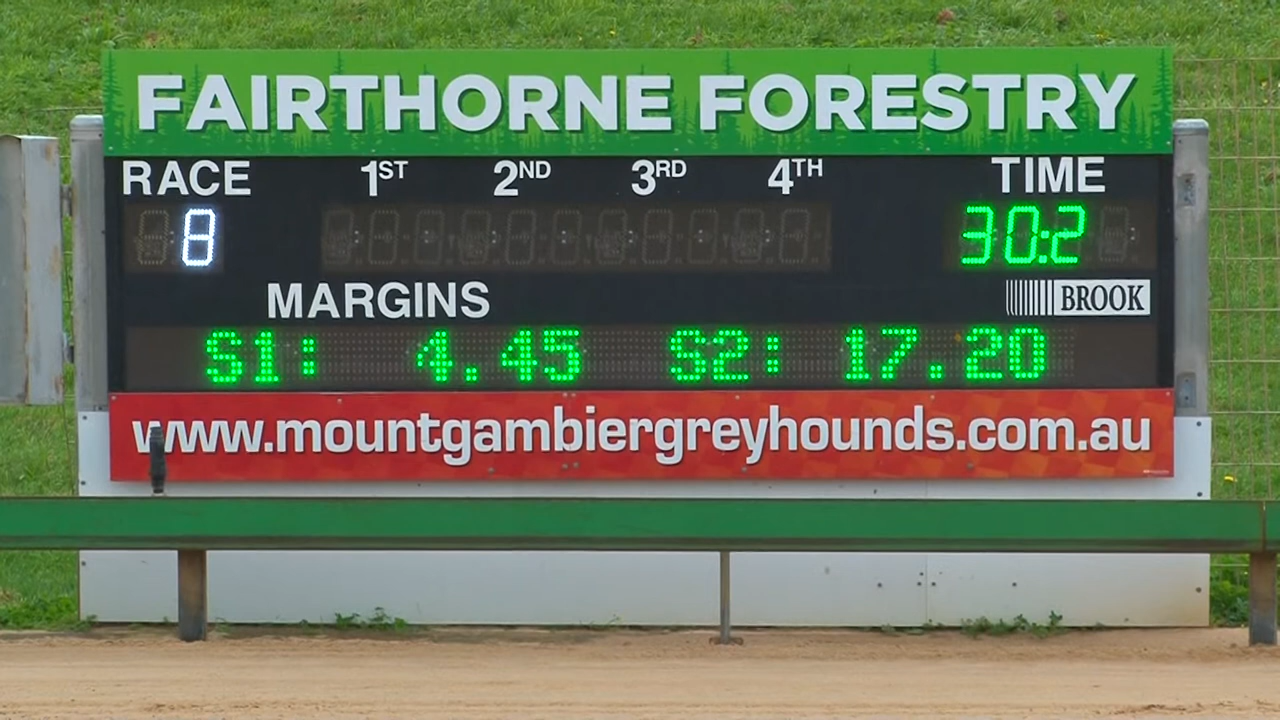 FAIRTHORNE FORESTRY
RACE 1ST 2ND 3RD 4TH TIME
8 30:2
MARGINS BROOK
S1: 4.45 S2: 17.20
www.mountgambiergreyhounds.com.au